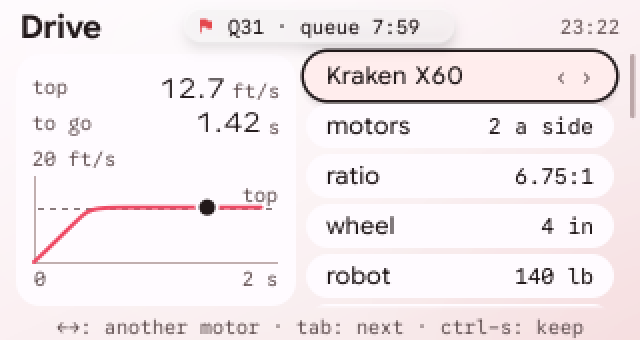 Drive
Q31 · queue 7:59
23:22
top 12.7 ft/s
to go 1.42 s
20 ft/s
top
0 2 s
Kraken X60 ‹ ›
motors 2 a side
ratio 6.75:1
wheel 4 in
robot 140 lb
↔: another motor · tab: next · ctrl-s: keep